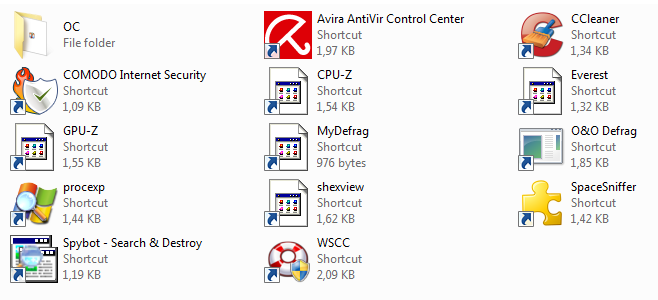 OC
File folder
Avira AntiVir Control Center
Shortcut
1,97 KB
CCleaner
Shortcut
1,34 KB
COMODO Internet Security
Shortcut
1,09 KB
CPU-Z
Shortcut
1,54 KB
Everest
Shortcut
1,32 KB
GPU-Z
Shortcut
1,55 KB
MyDefrag
Shortcut
976 bytes
O&O Defrag
Shortcut
1,85 KB
procexp
Shortcut
1,44 KB
shexview
Shortcut
1,62 KB
SpaceSniffer
Shortcut
1,42 KB
Spybot - Search & Destroy
Shortcut
1,19 KB
WSCC
Shortcut
2,09 KB